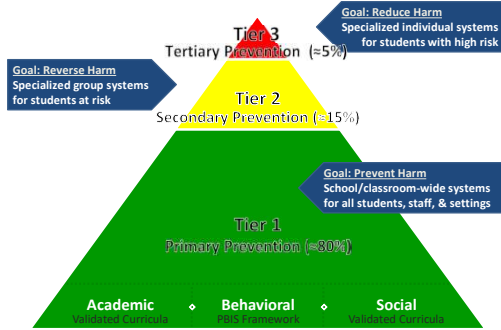 Tier 3
Tertiary Prevention (≈5%)
Goal: Reduce Harm
Specialized individual systems
for students with high risk
Goal: Reverse Harm
Specialized group systems
for students at risk
Tier 2
Secondary Prevention (≈15%)
Goal: Prevent Harm
School/classroom-wide systems
for all students, staff, & settings
Tier 1
Primary Prevention (≈80%)
Academic ⋄ Behavioral ⋄ Social
Validated Curricula PBIS Framework Validated Curricula